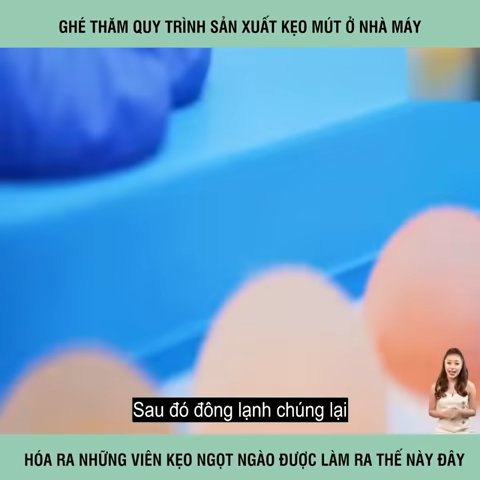 GHÉ THĂM QUY TRÌNH SẢN XUẤT KẸO MÚT Ở NHÀ MÁY
Sau đó đông lạnh chúng lại
HÓA RA NHỮNG VIÊN KẸO NGỌT NGÀO ĐƯỢC LÀM RA THẾ NÀY ĐÂY